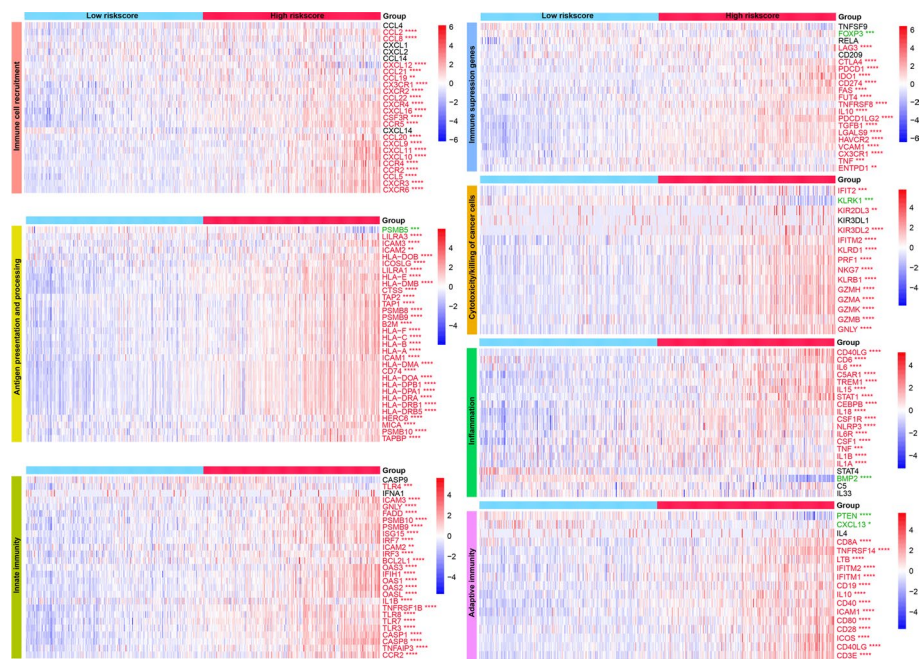 Low riskscore High riskscore Group
Immune cell recruitment
CCL4
CCL2 ****
CCL8 ****
CXCL1
CXCL2
CCL14
CXCL12 ****
CCL21 ****
CCL19 **
CX3CR1 ****
CXCR2 ****
CCL22 ****
CXCR4 ****
CXCL16 ****
CSF3R ****
CCR5 ****
CXCL14
CCL20 ****
CXCL9 ****
CXCL11 ****
CXCL10 ****
CCR4 ****
CCR2 ****
CCL5 ****
CXCR3 ****
CXCR6 ****
6
4
2
0
−2
−4
−6
Group
Antigen presentation and processing
PSMB5 ***
LILRA3 ****
ICAM3 ****
ICAM2 **
HLA-DOB ****
ICOSLG ****
LILRA1 ****
HLA-E ****
HLA-DMB ****
CTSS ****
TAP2 ****
TAP1 ****
PSMB8 ****
PSMB9 ****
B2M ****
HLA-F ****
HLA-C ****
HLA-B ****
HLA-A ****
ICAM1 ****
HLA-DMA ****
CD74 ****
HLA-DOA ****
HLA-DPB1 ****
HLA-DPA1 ****
HLA-DRA ****
HLA-DRB1 ****
HLA-DRB5 ****
HERC6 ****
MICA ****
PSMB10 ****
TAPBP ****
4
2
0
−2
−4
Group
Innate immunity
CASP9
TLR4 ***
IFNA1
ICAM3 ****
GNLY ****
FADD ****
PSMB10 ****
PSMB9 ****
ISG15 ****
IRF7 ****
ICAM2 **
IRF3 ****
BCL2L1 ****
OAS3 ****
IFIH1 ****
OAS1 ****
OAS2 ****
OASL ****
IL1B ****
TNFRSF1B ****
TLR8 ****
TLR7 ****
TLR3 ****
CASP1 ****
CASP8 ****
TNFAIP3 ****
CCR2 ****
4
2
0
−2
−4
Low riskscore High riskscore Group
Immune supression genes
TNFSF9
FOXP3 ***
RELA
LAG3 ****
CD209
CTLA4 ****
PDCD1 ****
IDO1 ****
CD274 ****
FAS ****
FUT4 ****
TNFRSF8 ****
IL10 ****
PDCD1LG2 ****
TGFB1 ****
LGALS9 ****
HAVCR2 ****
VCAM1 ****
CX3CR1 ****
TNF ***
ENTPD1 **
6
4
2
0
−2
−4
−6
Group
Cytotoxicity/killing of cancer cells
IFIT2 ***
KLRK1 ***
KIR2DL3 **
KIR3DL1
KIR3DL2 ****
IFITM2 ****
KLRD1 ****
PRF1 ****
NKG7 ****
KLRB1 ****
GZMH ****
GZMA ****
GZMK ****
GZMB ****
GNLY ****
4
2
0
−2
−4
Group
Inflammation
CD40LG ****
CD6 ****
IL6 ****
C5AR1 ****
TREM1 ****
IL15 ****
STAT1 ****
CEBPB ****
IL18 ****
CSF1R ****
NLRP3 ****
IL6R ****
CSF1 ****
TNF ***
IL1B ****
IL1A ****
STAT4
BMP2 ****
C5
IL33
4
2
0
−2
−4
Group
Adaptive immunity
PTEN ****
CXCL13 *
IL4
CD8A ****
TNFRSF14 ****
LTB ****
IFITM2 ****
IFITM1 ****
CD19 ****
IL10 ****
CD40 ****
ICAM1 ****
CD80 ****
CD28 ****
ICOS ****
CD40LG ****
CD3E ****
4
2
0
−2
−4